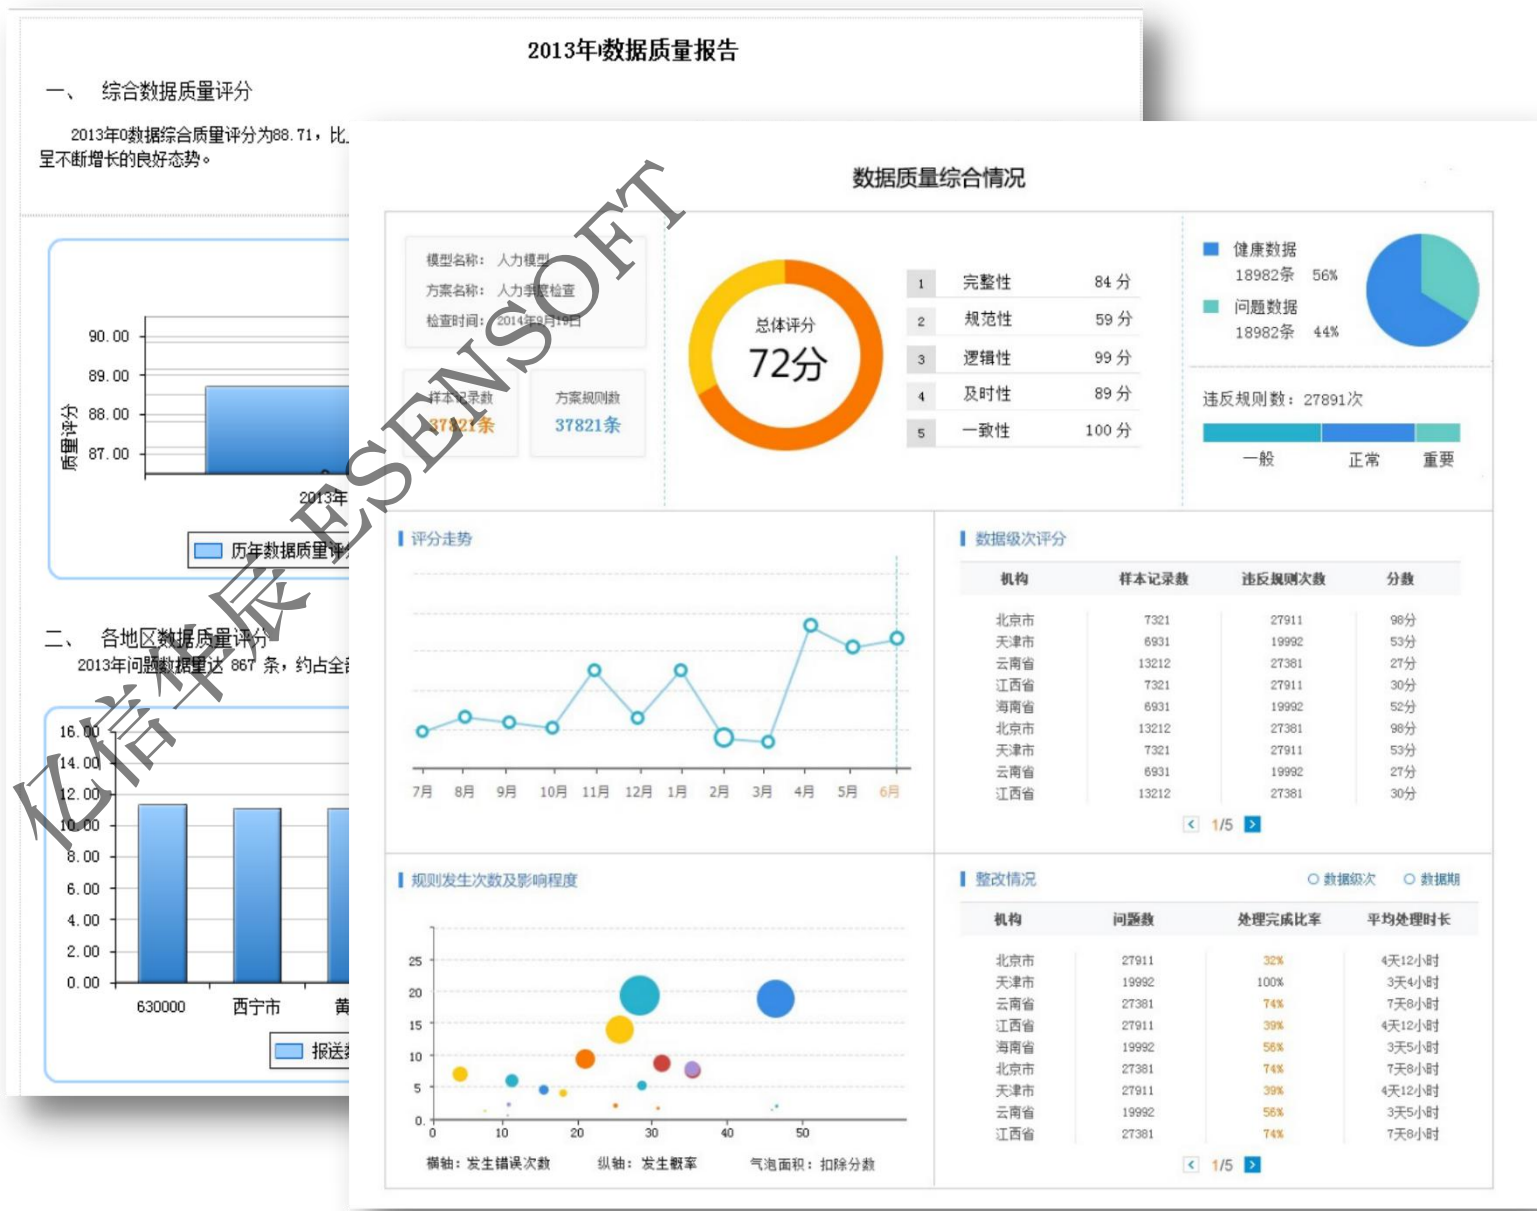 2013年数据质量报告
一、 综合数据质量评分
2013年0数据综合质量评分为88.71，比
呈不断增长的良好态势。
质量评分
90.00
89.00
88.00
87.00
2013年
历年数据质量评
二、 各地区数据质量评分
2013年问题数据量达 867 条，约占全
16.00
14.00
12.00
10.00
8.00
6.00
4.00
2.00
0.00
630000 西宁市 黄
报送
数据质量综合情况
模型名称： 人力模型
方案名称： 人力季度检查
检查时间： 2014年9月19日
样本记录数
37821条
方案规则数
37821条
总体评分
72分
1 完整性 84 分
2 规范性 59 分
3 逻辑性 99 分
4 及时性 89 分
5 一致性 100 分
健康数据
18982条 56%
问题数据
18982条 44%
违反规则数：27891次
一般 正常 重要
评分走势
7月 8月 9月 10月 11月 12月 1月 2月 3月 4月 5月 6月
数据级次评分
机构 样本记录数 违反规则次数 分数
北京市 7321 27911 98分
天津市 6931 19992 53分
云南省 13212 27381 27分
江西省 7321 27911 30分
海南省 6931 19992 52分
北京市 13212 27381 98分
天津市 7321 27911 53分
云南省 6931 19992 27分
江西省 13212 27381 30分
< 1/5 >
规则发生次数及影响程度
25
20
15
10
5
0.
0 10 20 30 40 50
横轴：发生错误次数 纵轴：发生概率 气泡面积：扣除分数
整改情况 数据级次 数据期
机构 问题数 处理完成比率 平均处理时长
北京市 27911 32% 4天12小时
天津市 19992 100% 3天4小时
云南省 27381 74% 7天8小时
江西省 27911 39% 4天12小时
海南省 19992 56% 3天5小时
北京市 27381 74% 7天8小时
天津市 27911 39% 4天12小时
云南省 19992 56% 3天5小时
江西省 27381 74% 7天8小时
< 1/5 >
亿信华辰 ESENSOFT